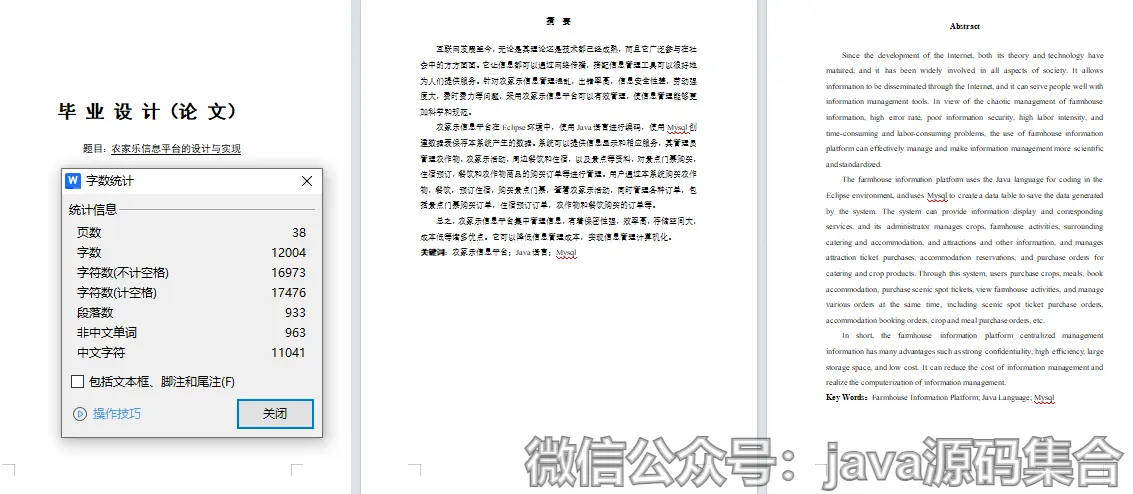 毕 业 设 计（论 文）
题目：农家乐信息平台的设计与实现
字数统计
统计信息
页数 38
字数 12004
字符数(不计空格) 16973
字符数(计空格) 17476
段落数 933
非中文单词 963
中文字符 11041
包括文本框、脚注和尾注(F)
操作技巧
关闭
摘 要
互联网发展至今，无论是其理论还是技术都已经成熟，而且它广泛参与在社
会中的方方面面。它让信息都可以通过网络传播，搭配信息管理工具可以很好地
为人们提供服务。针对农家乐信息管理混乱，出错率高，信息安全性差，劳动强
度大，费时费力等问题，采用农家乐信息平台可以有效管理，使信息管理能够更
加科学和规范。
农家乐信息平台在 Eclipse 环境中，使用 Java 语言进行编码，使用 Mysql 创
建数据表保存本系统产生的数据。系统可以提供信息显示和相应服务，其管理员
管理农作物，农家乐活动，周边餐饮和住宿，以及景点等资料，对景点门票购买，
住宿预订，餐饮和农作物商品的购买订单等进行管理。用户通过本系统购买农作
物，餐饮，预订住宿，购买景点门票，查看农家乐活动，同时管理各种订单，包
括景点门票购买订单，住宿预订订单，农作物和餐饮购买的订单等。
总之，农家乐信息平台集中管理信息，有着保密性强，效率高，存储空间大，
成本低等诸多优点。它可以降低信息管理成本，实现信息管理计算机化。
关键词：农家乐信息平台；Java 语言；Mysql
Abstract
Since the development of the Internet, both its theory and technology have
matured, and it has been widely involved in all aspects of society. It allows
information to be disseminated through the Internet, and it can serve people well with
information management tools. In view of the chaotic management of farmhouse
information, high error rate, poor information security, high labor intensity, and
time-consuming and labor-consuming problems, the use of farmhouse information
platform can effectively manage and make information management more scientific
and standardized.
The farmhouse information platform uses the Java language for coding in the
Eclipse environment, and uses Mysql to create a data table to save the data generated
by the system. The system can provide information display and corresponding
services, and its administrator manages crops, farmhouse activities, surrounding
catering and accommodation, and attractions and other information, and manages
attraction ticket purchases, accommodation reservations, and purchase orders for
catering and crop products. Through this system, users purchase crops, meals, book
accommodation, purchase scenic spot tickets, view farmhouse activities, and manage
various orders at the same time, including scenic spot ticket purchase orders,
accommodation booking orders, crop and meal purchase orders, etc.
In short, the farmhouse information platform centralized management
information has many advantages such as strong confidentiality, high efficiency, large
storage space, and low cost. It can reduce the cost of information management and
realize the computerization of information management.
Key Words：Farmhouse Information Platform; Java Language; Mysql
微信公众号：java源码集合